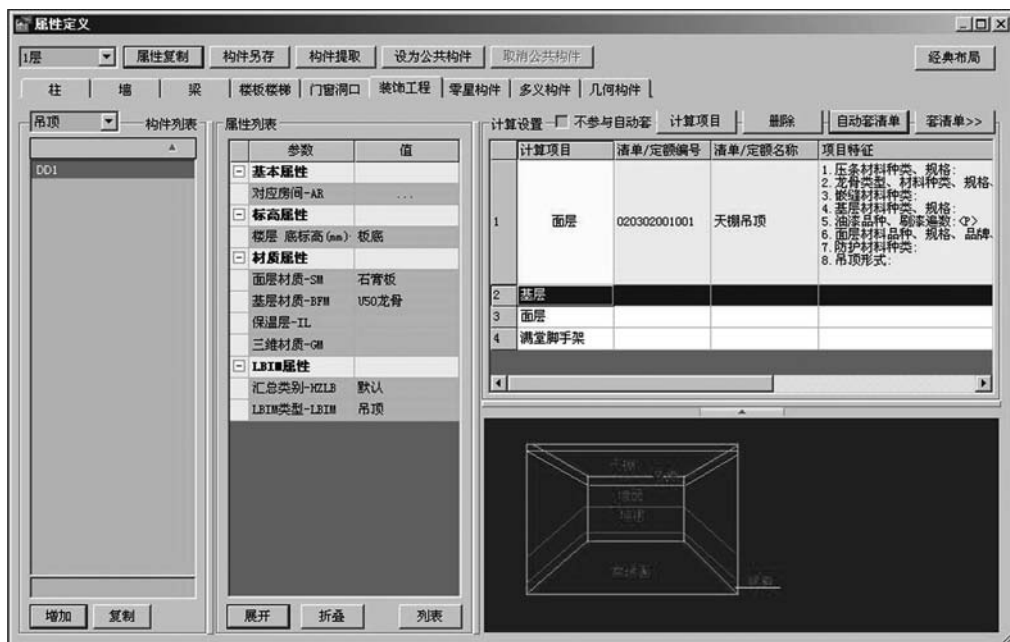 属性定义
1层 属性复制 构件另存 构件提取 设为公共构件 取消公共构件 经典布局
柱 墙 梁 楼板楼梯 门窗洞口 装饰工程 零星构件 多义构件 几何构件
吊顶 构件列表
DD1
增加 复制
属性列表
参数 值
基本属性
对应房间-AR ...
标高属性
楼层 底标高(mm) 板底
材质属性
面层材质-SM 石膏板
基层材质-BFM U50龙骨
保温层-IL
三维材质-GM
LBIM属性
汇总类别-HZLB 默认
LBIM类型-LBIM 吊顶
展开 折叠 列表
计算设置 不参与自动套 计算项目 删除 自动套清单 套清单>>
计算项目 清单/定额编号 清单/定额名称 项目特征
1 面层 020302001001 天棚吊顶
1.压条材料种类、规格:
2.龙骨类型、材料种类、规格、
3.嵌缝材料种类:
4.基层材料种类、规格:
5.油漆品种、刷漆遍数:<P>
6.面层材料品种、规格、品牌、
7.防护材料种类:
8.吊顶形式:
2 基层
3 面层
4 满堂脚手架